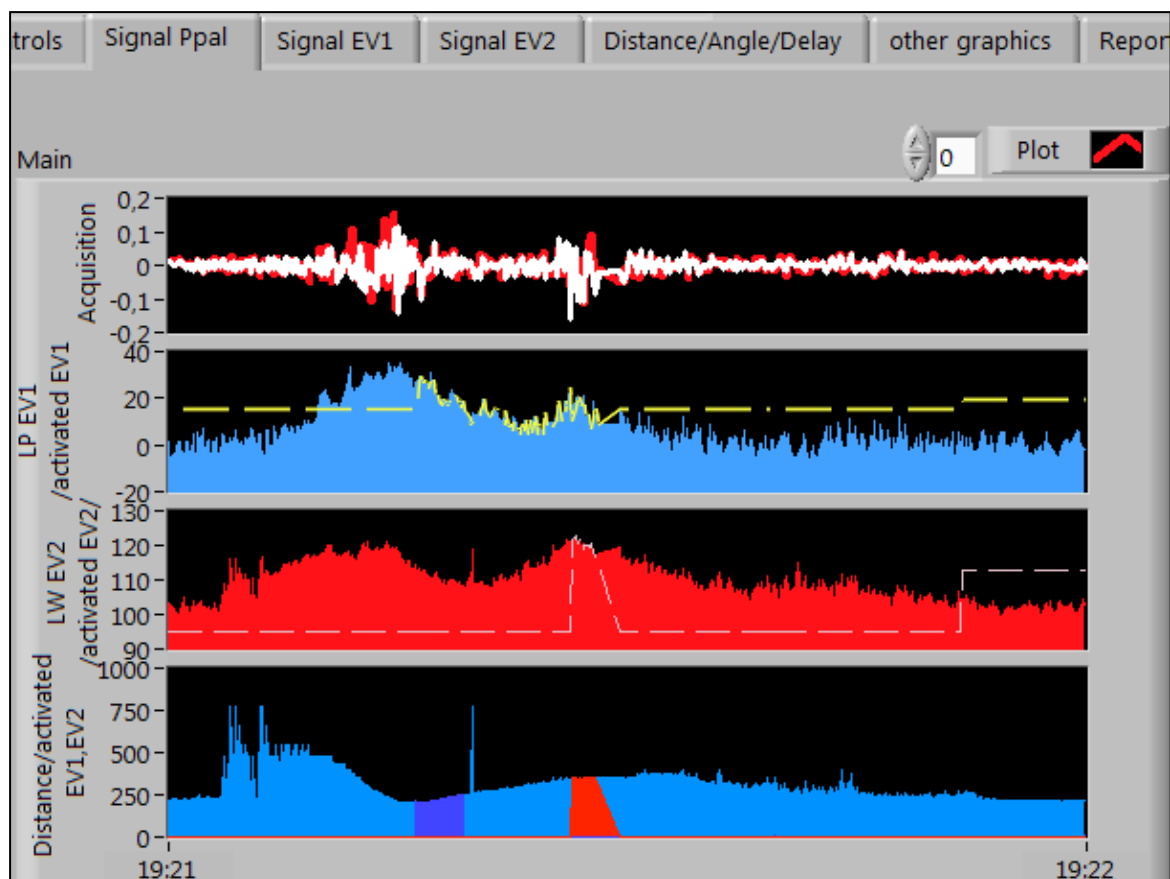 trols Signal Ppal Signal EV1 Signal EV2 Distance/Angle/Delay other graphics Repor
Main 0 Plot
Acquisition
0,2
0,1
0
-0,1
-0,2
LP EV1
/activated EV1
40
20
0
-20
LW EV2
/activated EV2/
130
120
110
100
90
Distance/activated
EV1,EV2
1000
750
500
250
0
19:21 19:22